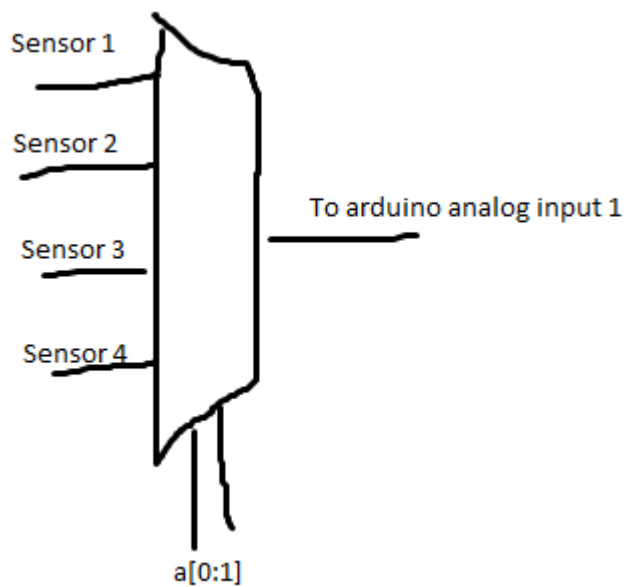 Sensor 1
Sensor 2
To arduino analog input 1
Sensor 3
Sensor 4
a[0:1]